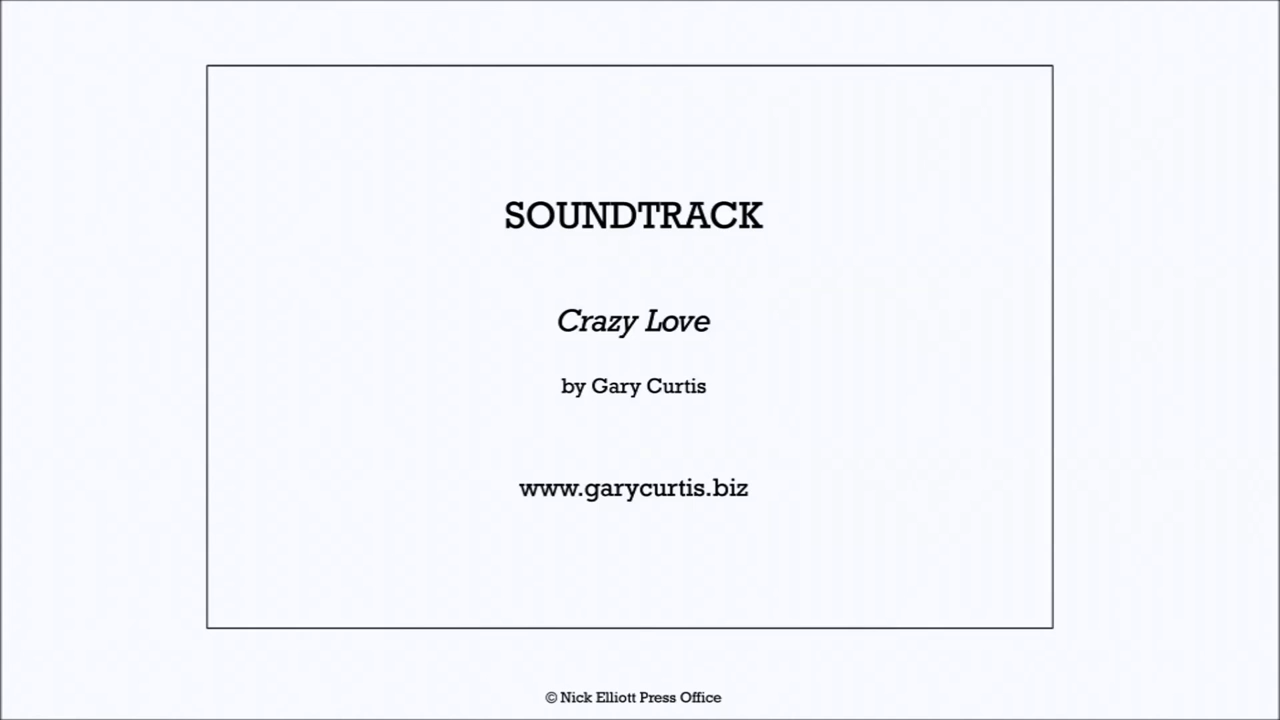 SOUNDTRACK
Crazy Love
by Gary Curtis
www.garycurtis.biz
© Nick Elliott Press Office